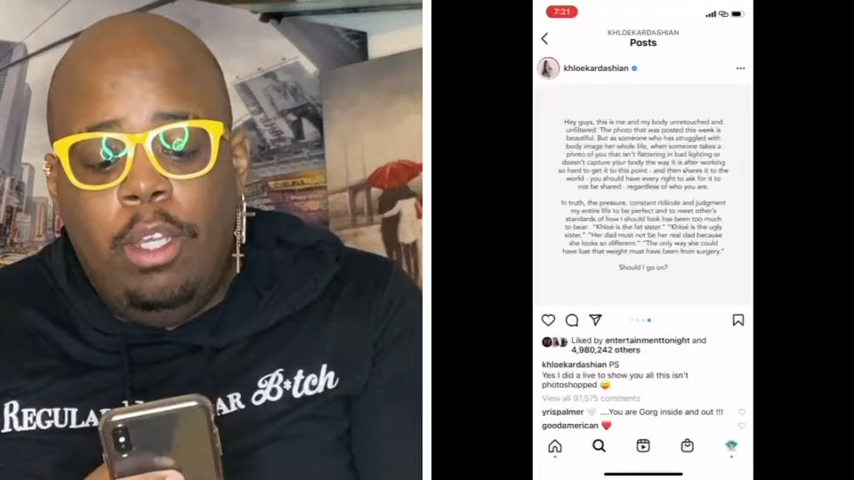 REGULAR
AR B*tch
7:21
KHLOEKARDASHIAN
Posts
khloekardashian
Hey guys, this is me and my body unretouched and
unfiltered. The photo that was posted this week is
beautiful. But as someone who has struggled with
body image her whole life, when someone takes a
photo of you that isn't flattering in bad lighting or
doesn't capture your body the way it is after working
so hard to get it to this point - and then shares it to the
world - you should have every right to ask for it to
not be shared - regardless of who you are.
In truth, the pressure, constant ridicule and judgment
my entire life to be perfect and to meet other's
standards of how I should look has been too much
to bear. "Khloé is the fat sister." "Khloé is the ugly
sister." "Her dad must not be her real dad because
she looks so different." "The only way she could
have lost that weight must have been from surgery."
Should I go on?
Liked by entertainmenttonight and
4,980,242 others
khloekardashian PS
Yes I did a live to show you all this isn't
photoshopped 😛
View all 97,575 comments
yrispalmer 🤍 ....You are Gorg inside and out !!!
goodamerican ❤️